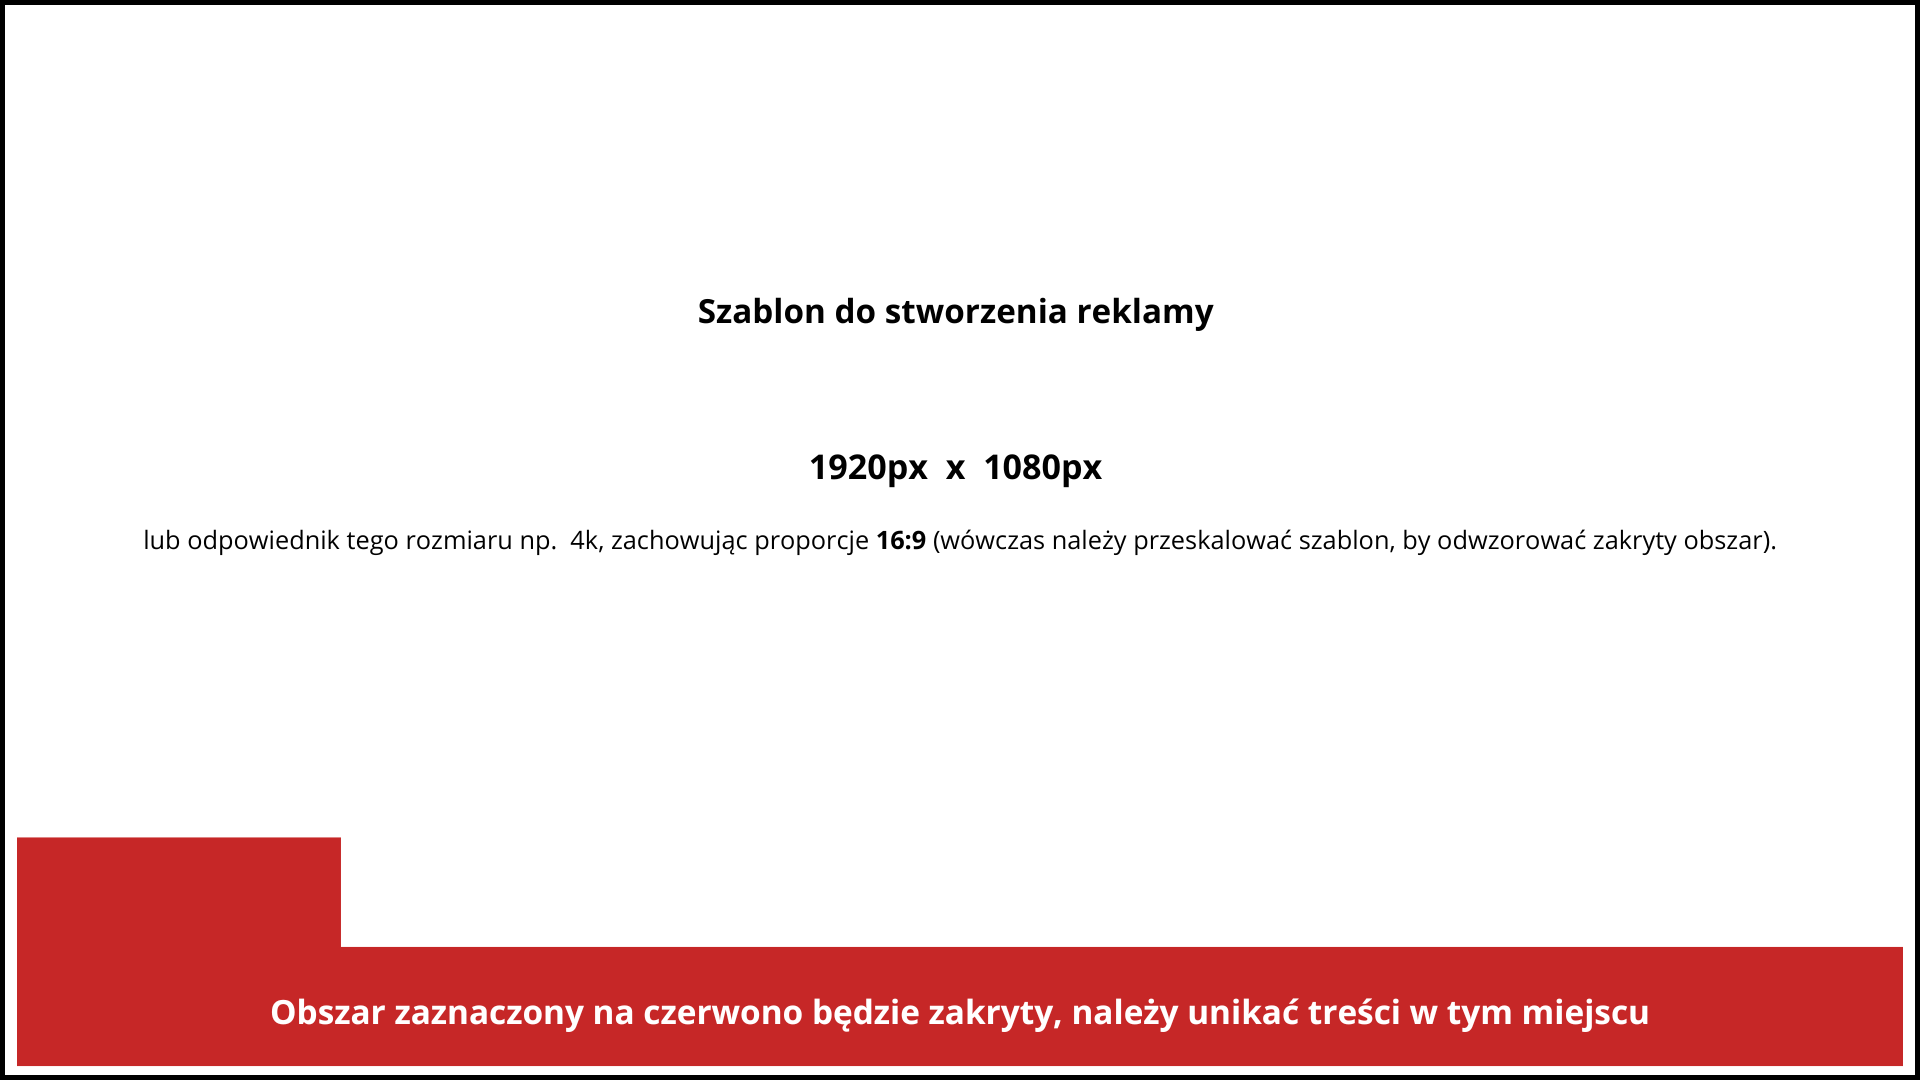 Szablon do stworzenia reklamy
1920px x 1080px
lub odpowiednik tego rozmiaru np. 4k, zachowując proporcje 16:9 (wówczas należy przeskalować szablon, by odwzorować zakryty obszar).
Obszar zaznaczony na czerwono będzie zakryty, należy unikać treści w tym miejscu